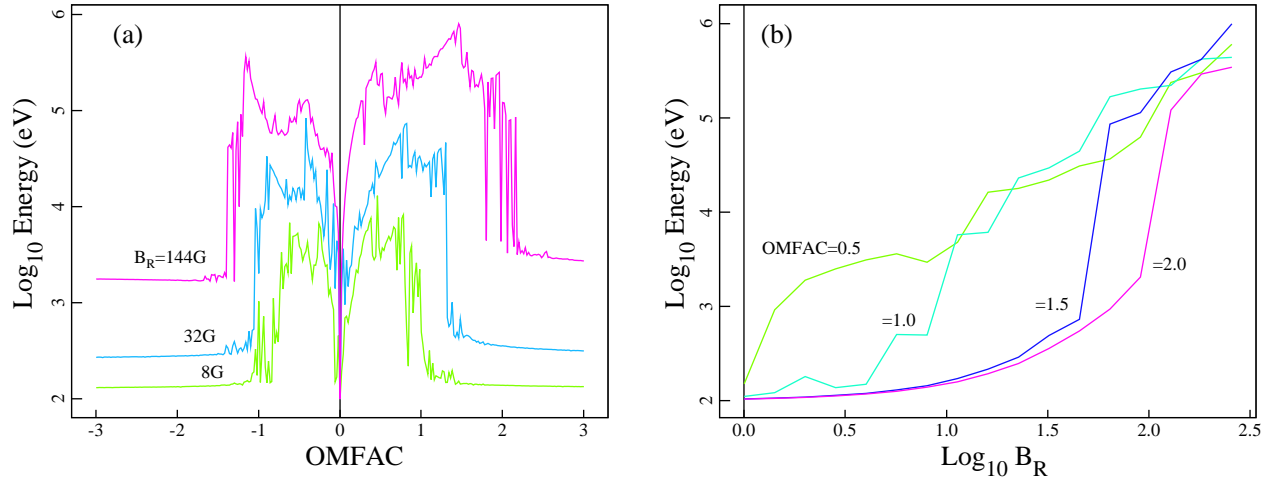 (a)
Log10 Energy (eV)
6
5
4
3
2
BR=144G
32G
8G
-3 -2 -1 0 1 2 3
OMFAC
(b)
Log10 Energy (eV)
6
5
4
3
2
OMFAC=0.5
=1.0
=1.5
=2.0
0.0 0.5 1.0 1.5 2.0 2.5
Log10 BR